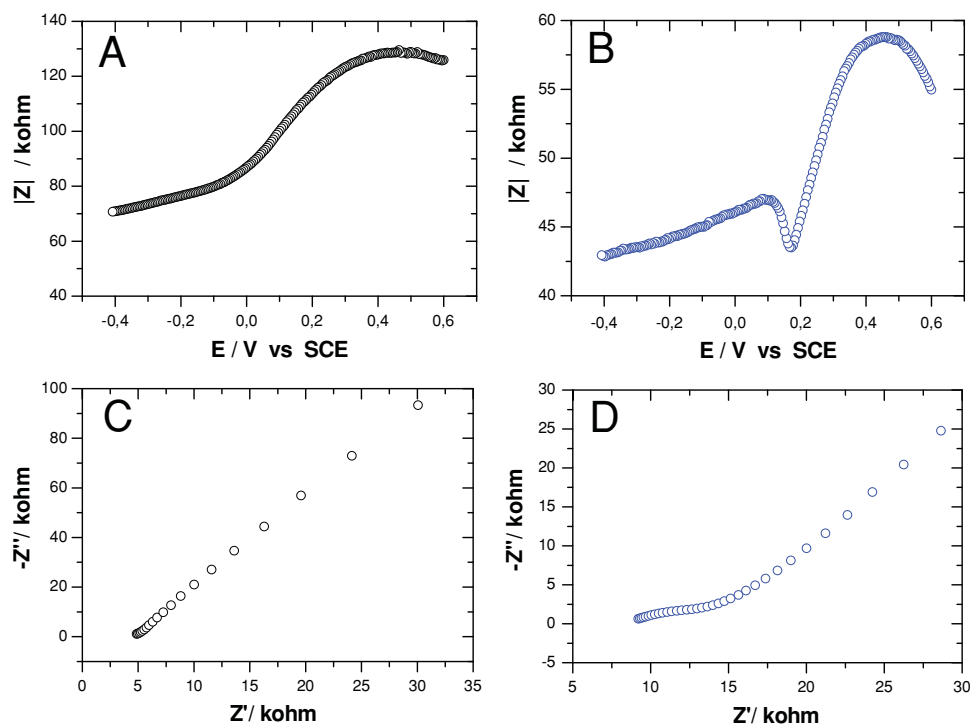 A
140
120
100
80
60
40
|Z| / kohm
-0,4 -0,2 0,0 0,2 0,4 0,6
E / V vs SCE
B
60
55
50
45
40
|Z| / kohm
-0,4 -0,2 0,0 0,2 0,4 0,6
E / V vs SCE
C
100
80
60
40
20
0
-Z''/ kohm
0 5 10 15 20 25 30 35
Z'/ kohm
D
30
25
20
15
10
5
0
-5
-Z''/ kohm
5 10 15 20 25 30
Z'/ kohm